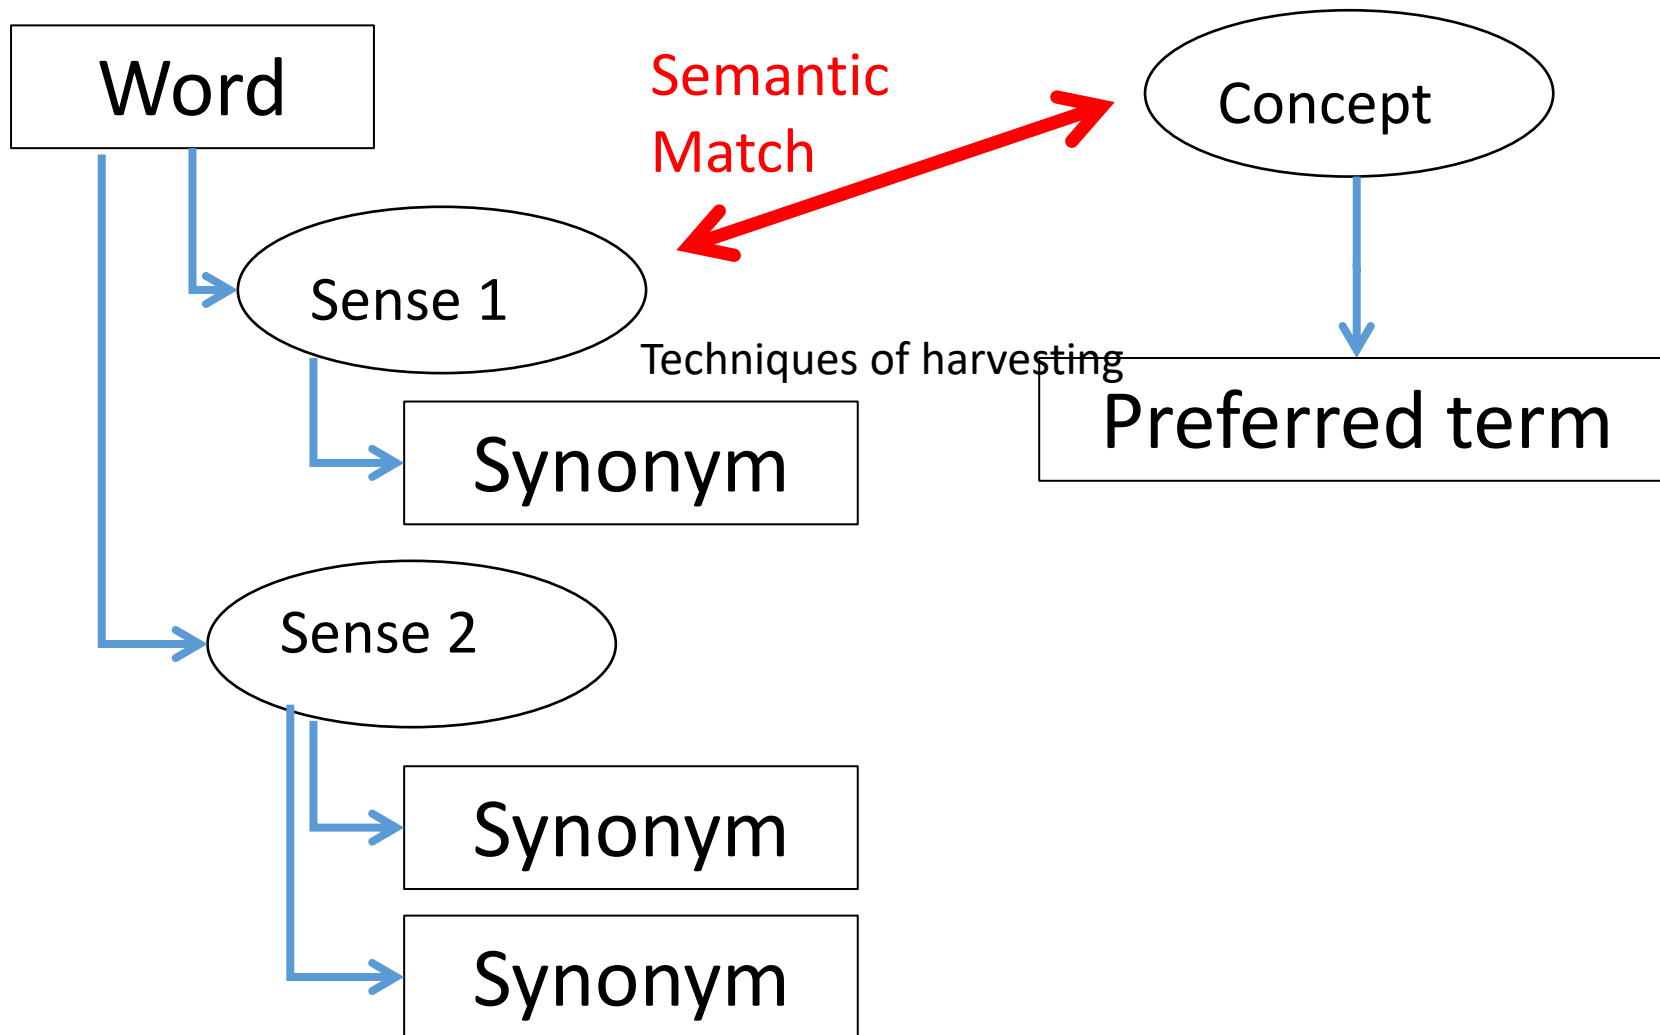 Word
Semantic
Match
Concept
Sense 1
Techniques of harvesting
Preferred term
Synonym
Sense 2
Synonym
Synonym